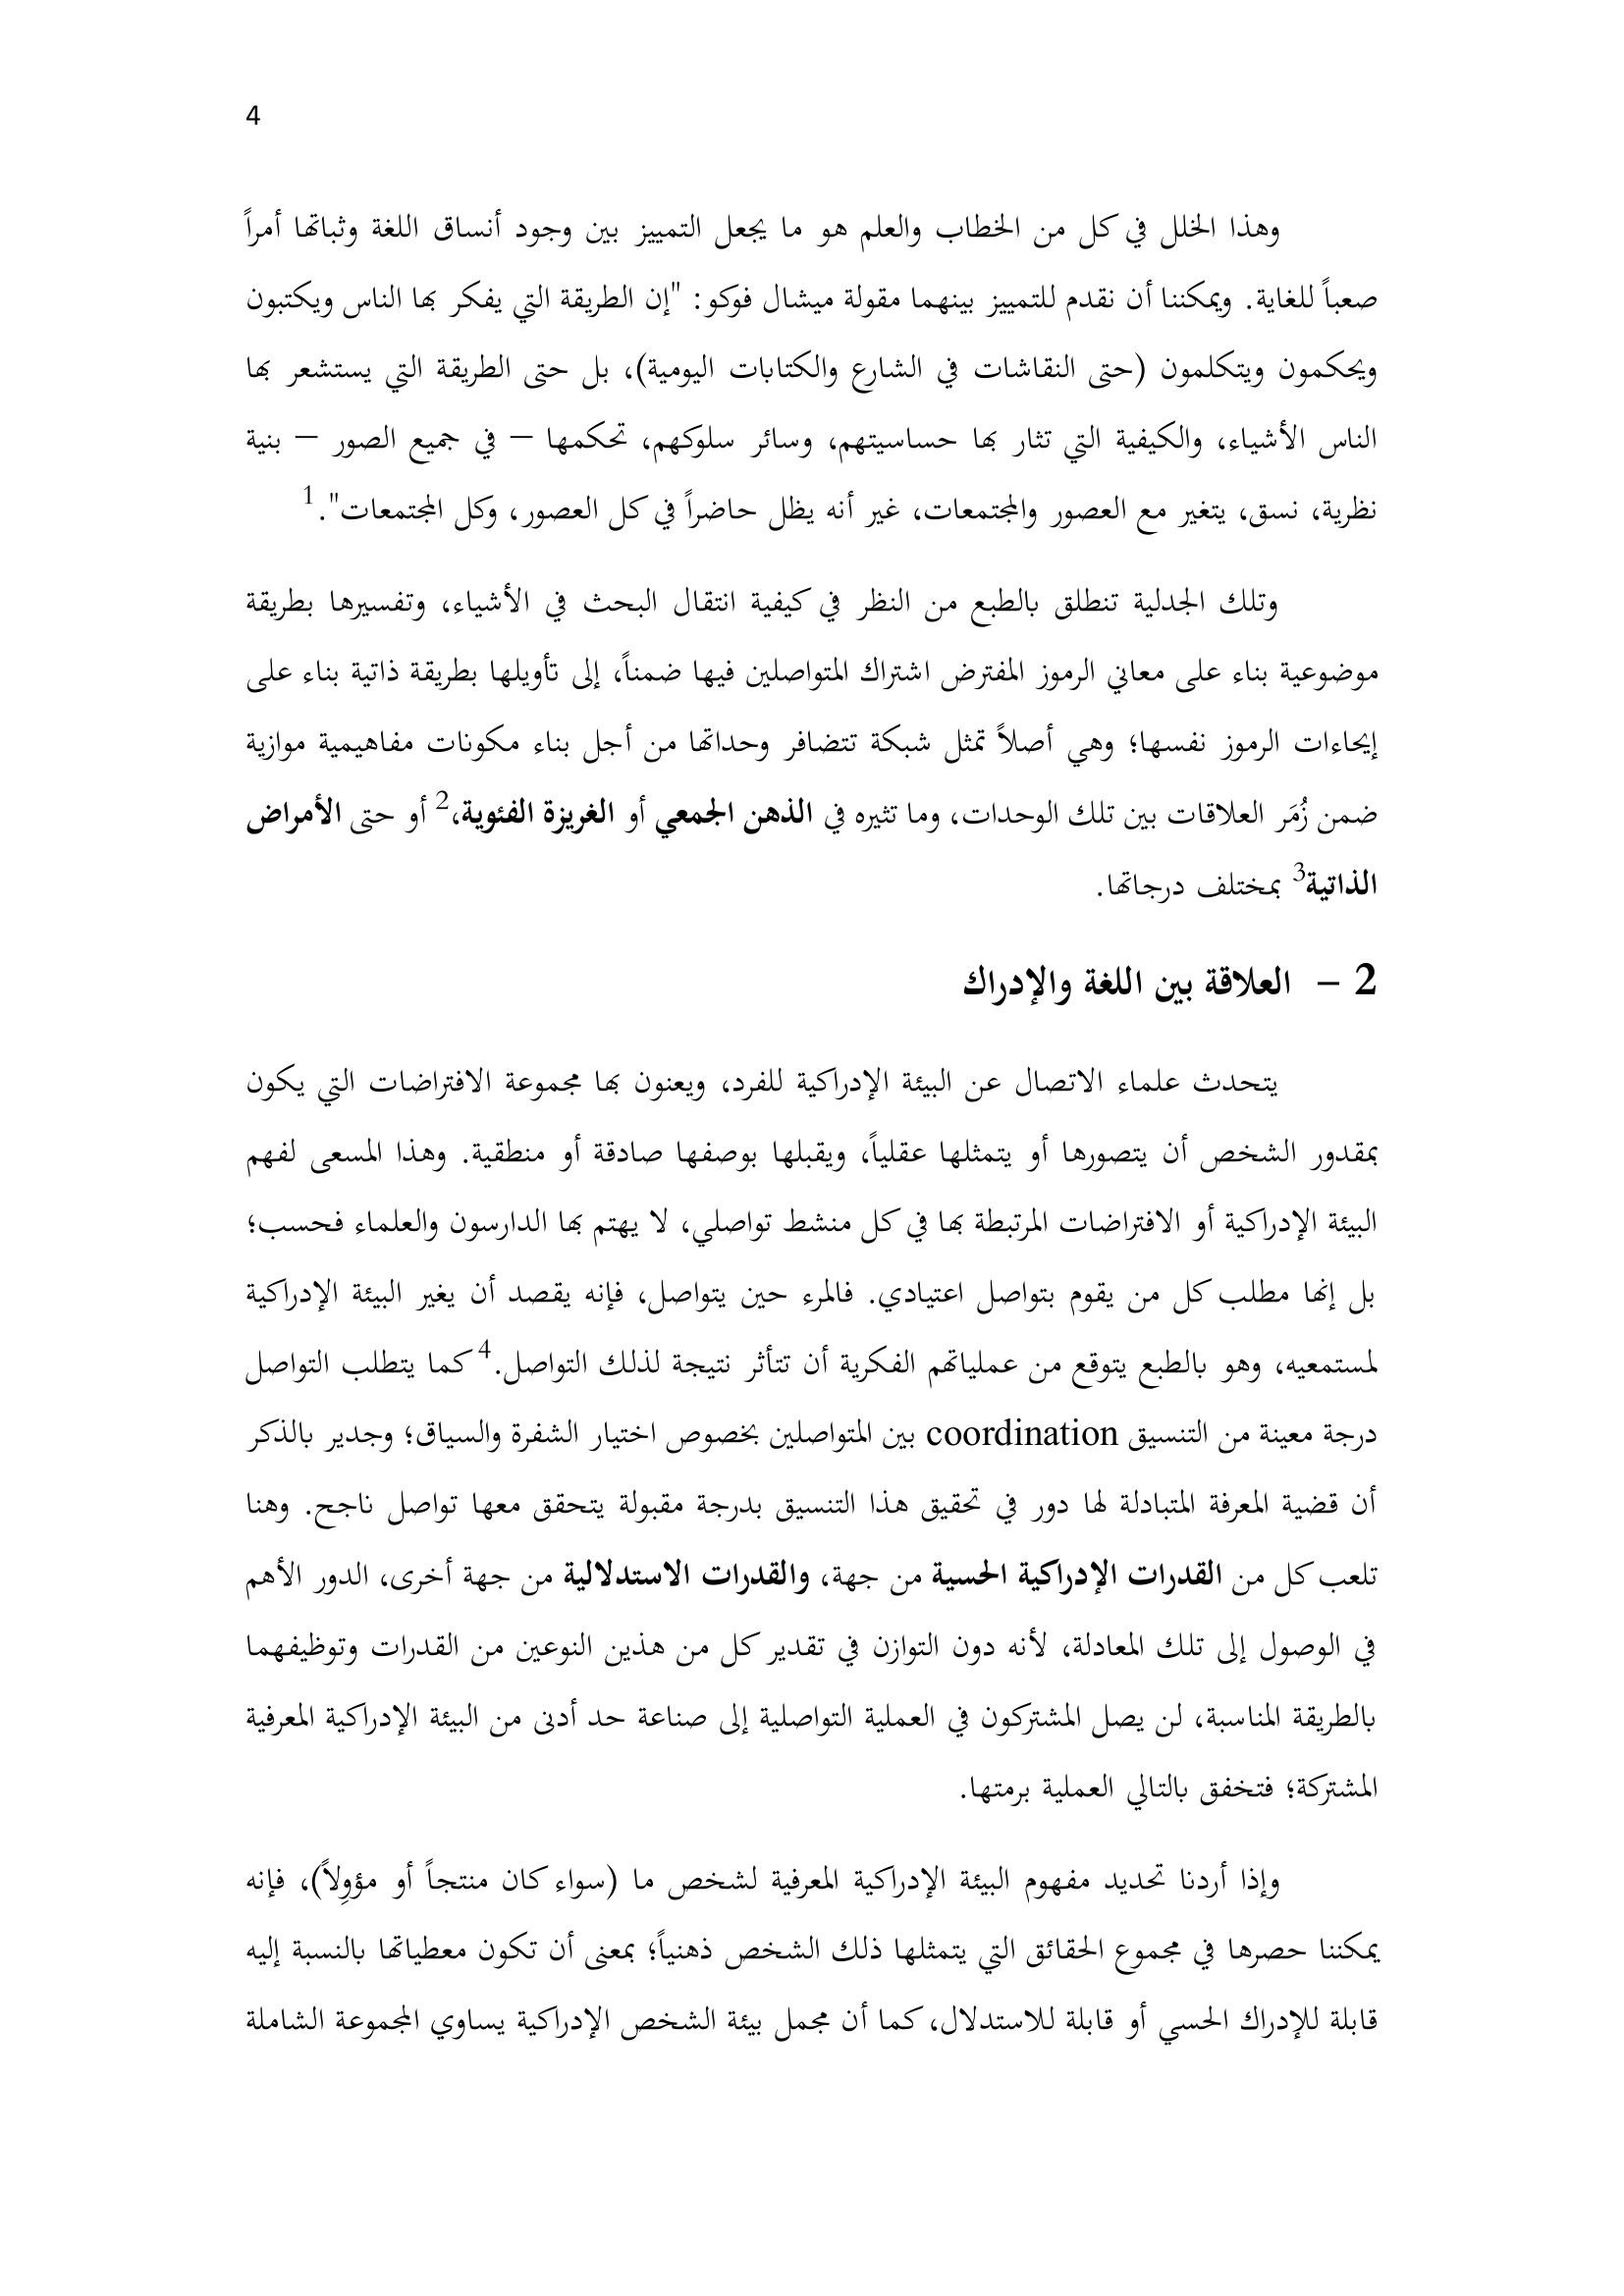 4
وهذا الخلل في كل من الخطاب والعلم هو ما يجعل التمييز بين وجود أنساق اللغة وثباتها أمراً
صعباً للغاية. ويمكننا أن نقدم للتمييز بينهما مقولة ميشال فوكو: "إن الطريقة التي يفكر بها الناس ويكتبون
ويحكمون ويتكلمون (حتى النقاشات في الشارع والكتابات اليومية)، بل حتى الطريقة التي يستشعر بها
الناس الأشياء، والكيفية التي تثار بها حساسيتهم، وسائر سلوكهم، تحكمها – في جميع الصور – بنية
نظرية، نسق، يتغير مع العصور والمجتمعات، غير أنه يظل حاضراً في كل العصور، وكل المجتمعات".1
وتلك الجدلية تنطلق بالطبع من النظر في كيفية انتقال البحث في الأشياء، وتفسيرها بطريقة
موضوعية بناء على معاني الرموز المفترض اشتراك المتواصلين فيها ضمناً، إلى تأويلها بطريقة ذاتية بناء على
إيحاءات الرموز نفسها؛ وهي أصلاً تمثل شبكة تتضافر وحداتها من أجل بناء مكونات مفاهيمية موازية
ضمن زُمَر العلاقات بين تلك الوحدات، وما تثيره في الذهن الجمعي أو الغريزة الفئوية،2 أو حتى الأمراض
الذاتية3 بمختلف درجاتها.
2 – العلاقة بين اللغة والإدراك
يتحدث علماء الاتصال عن البيئة الإدراكية للفرد، ويعنون بها مجموعة الافتراضات التي يكون
بمقدور الشخص أن يتصورها أو يتمثلها عقلياً، ويقبلها بوصفها صادقة أو منطقية. وهذا المسعى لفهم
البيئة الإدراكية أو الافتراضات المرتبطة بها في كل منشط تواصلي، لا يهتم بها الدارسون والعلماء فحسب؛
بل إنها مطلب كل من يقوم بتواصل اعتيادي. فالمرء حين يتواصل، فإنه يقصد أن يغير البيئة الإدراكية
لمستمعيه، وهو بالطبع يتوقع من عملياتهم الفكرية أن تتأثر نتيجة لذلك التواصل.4 كما يتطلب التواصل
درجة معينة من التنسيق coordination بين المتواصلين بخصوص اختيار الشفرة والسياق؛ وجدير بالذكر
أن قضية المعرفة المتبادلة لها دور في تحقيق هذا التنسيق بدرجة مقبولة يتحقق معها تواصل ناجح. وهنا
تلعب كل من القدرات الإدراكية الحسية من جهة، والقدرات الاستدلالية من جهة أخرى، الدور الأهم
في الوصول إلى تلك المعادلة، لأنه دون التوازن في تقدير كل من هذين النوعين من القدرات وتوظيفهما
بالطريقة المناسبة، لن يصل المشتركون في العملية التواصلية إلى صناعة حد أدنى من البيئة الإدراكية المعرفية
المشتركة؛ فتخفق بالتالي العملية برمتها.
وإذا أردنا تحديد مفهوم البيئة الإدراكية المعرفية لشخص ما (سواء كان منتجاً أو مؤوِلاً)، فإنه
يمكننا حصرها في مجموع الحقائق التي يتمثلها ذلك الشخص ذهنياً؛ بمعنى أن تكون معطياتها بالنسبة إليه
قابلة للإدراك الحسي أو قابلة للاستدلال، كما أن مجمل بيئة الشخص الإدراكية يساوي المجموعة الشاملة